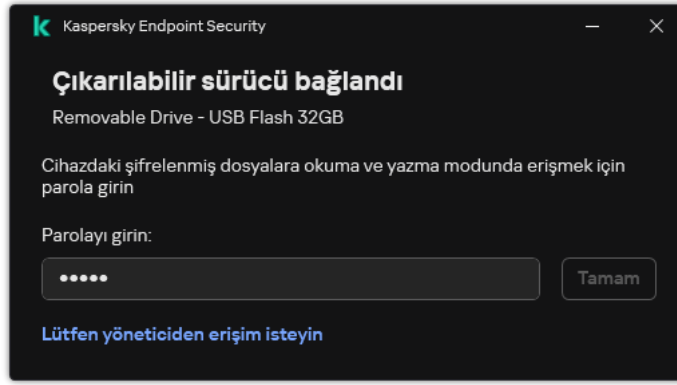 Kaspersky Endpoint Security
Çıkarılabilir sürücü bağlandı
Removable Drive - USB Flash 32GB
Cihazdaki şifrelenmiş dosyalara okuma ve yazma modunda erişmek için
parola girin
Parolayı girin:
•••••
Tamam
Lütfen yöneticiden erişim isteyin